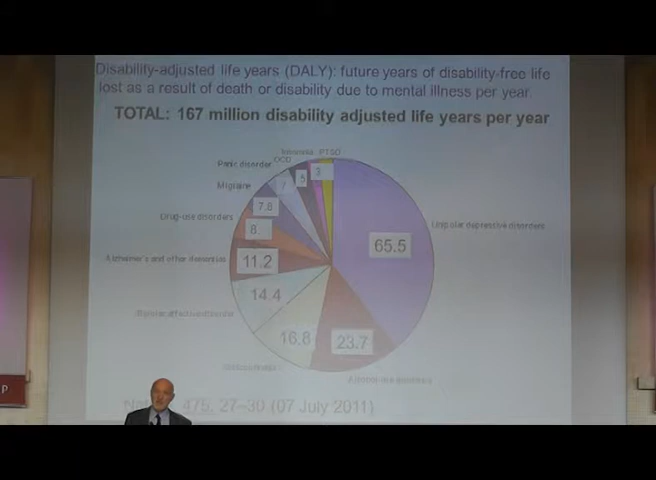 Disability-adjusted life years (DALY): future years of disability-free life
lost as a result of death or disability due to mental illness per year.
TOTAL: 167 million disability adjusted life years per year
Insomnia PTSD
Panic disorder OCD
3
5
7
Migraine
7.8
Drug-use disorders
8
Unipolar depressive disorders
65.5
Alzheimer's and other dementias
11.2
14.4
Bipolar affective disorder
16.8
23.7
Schizophrenia
Alcohol-use disorders
475, 27–30 (07 July 2011)
P